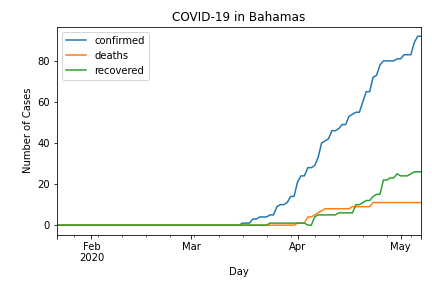 COVID-19 in Bahamas
confirmed
deaths
recovered
80
60
40
20
0
Number of Cases
Feb
2020
Mar
Apr
May
Day